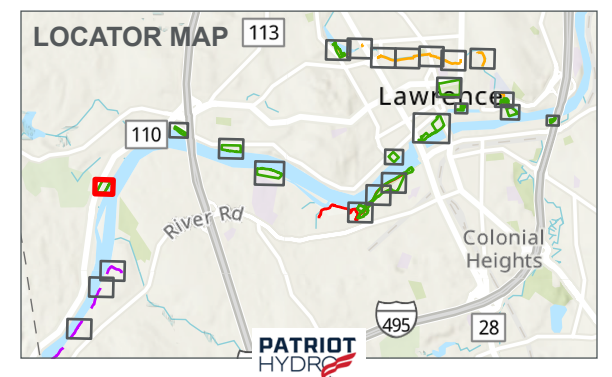 LOCATOR MAP
113
Lawrence
110
River Rd
Colonial
Heights
495
28
PATRIOT
HYDRO